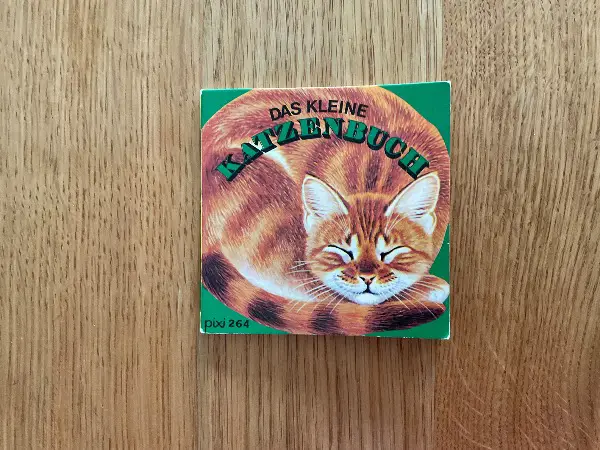 DAS KLEINE
KATZENBUCH
pixi 264